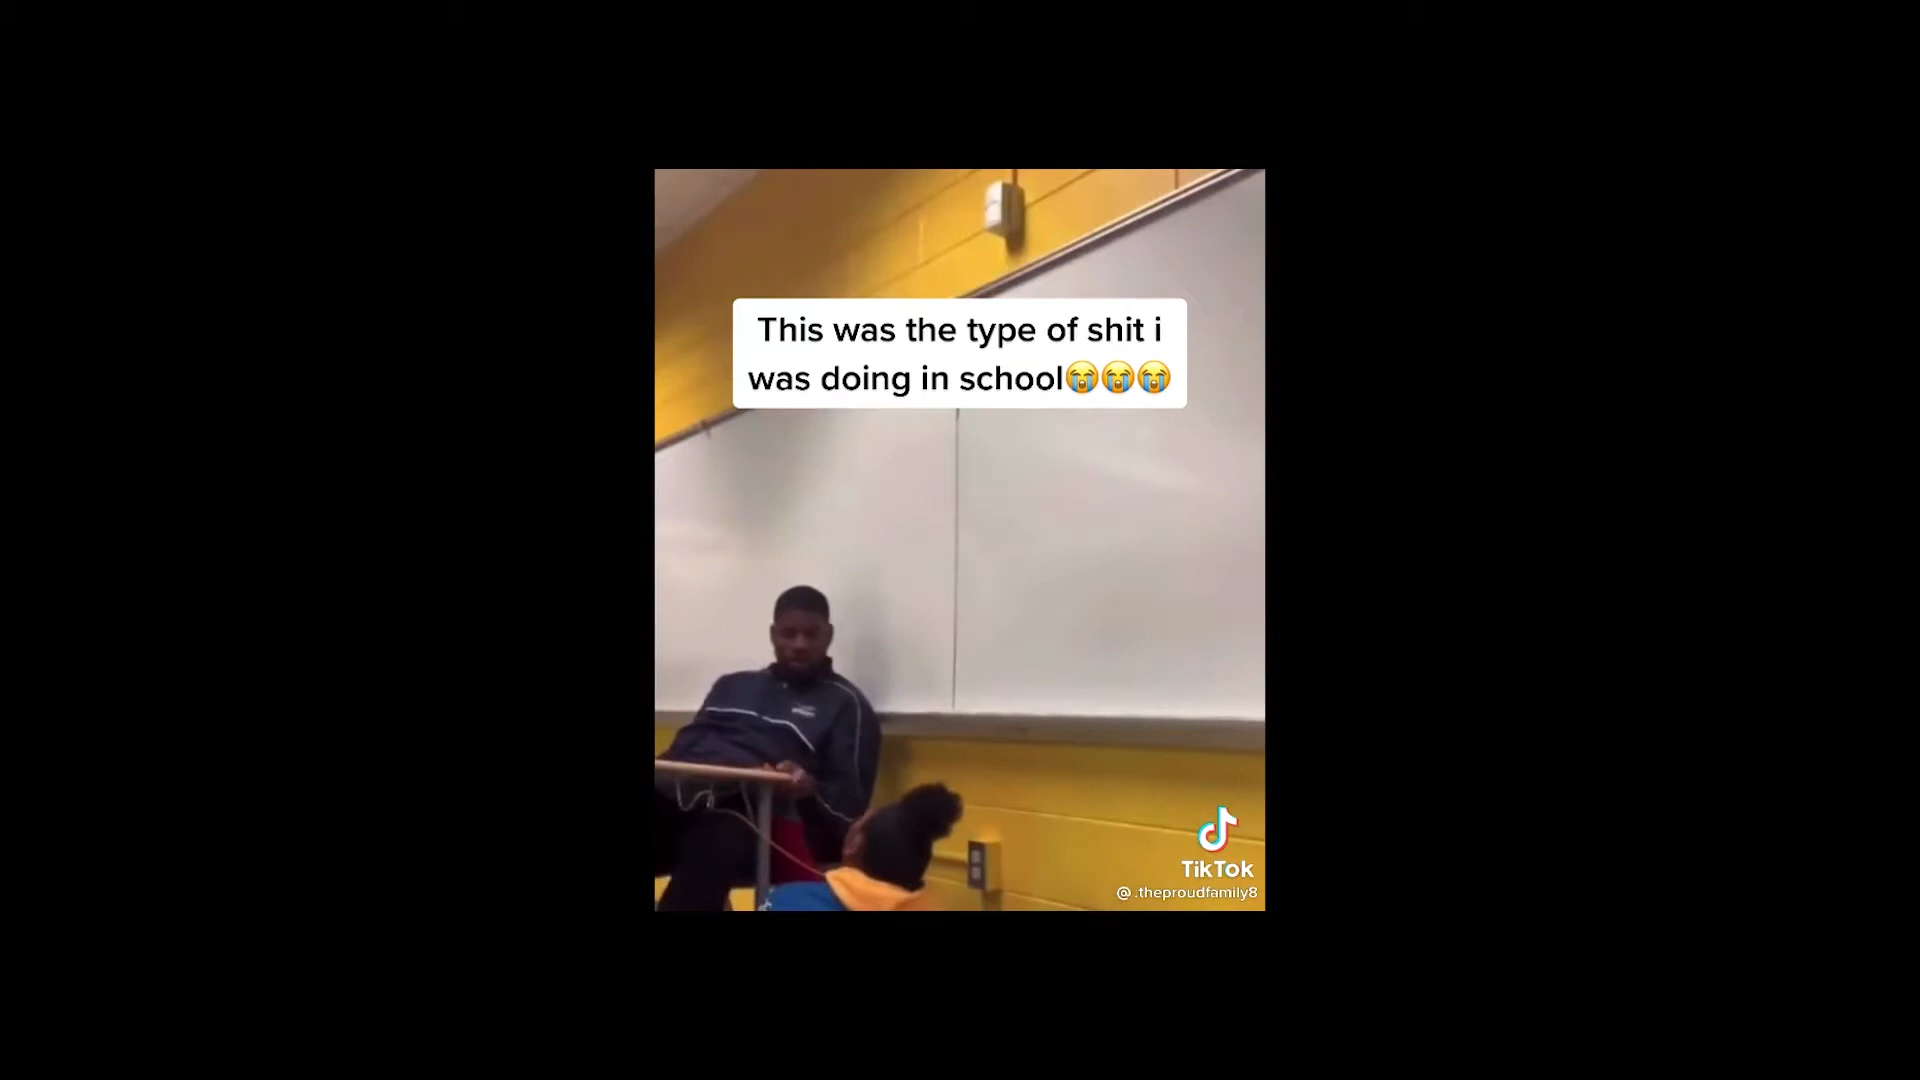 This was the type of shit i
was doing in school😭😭😭
TikTok
@.theproudfamily8